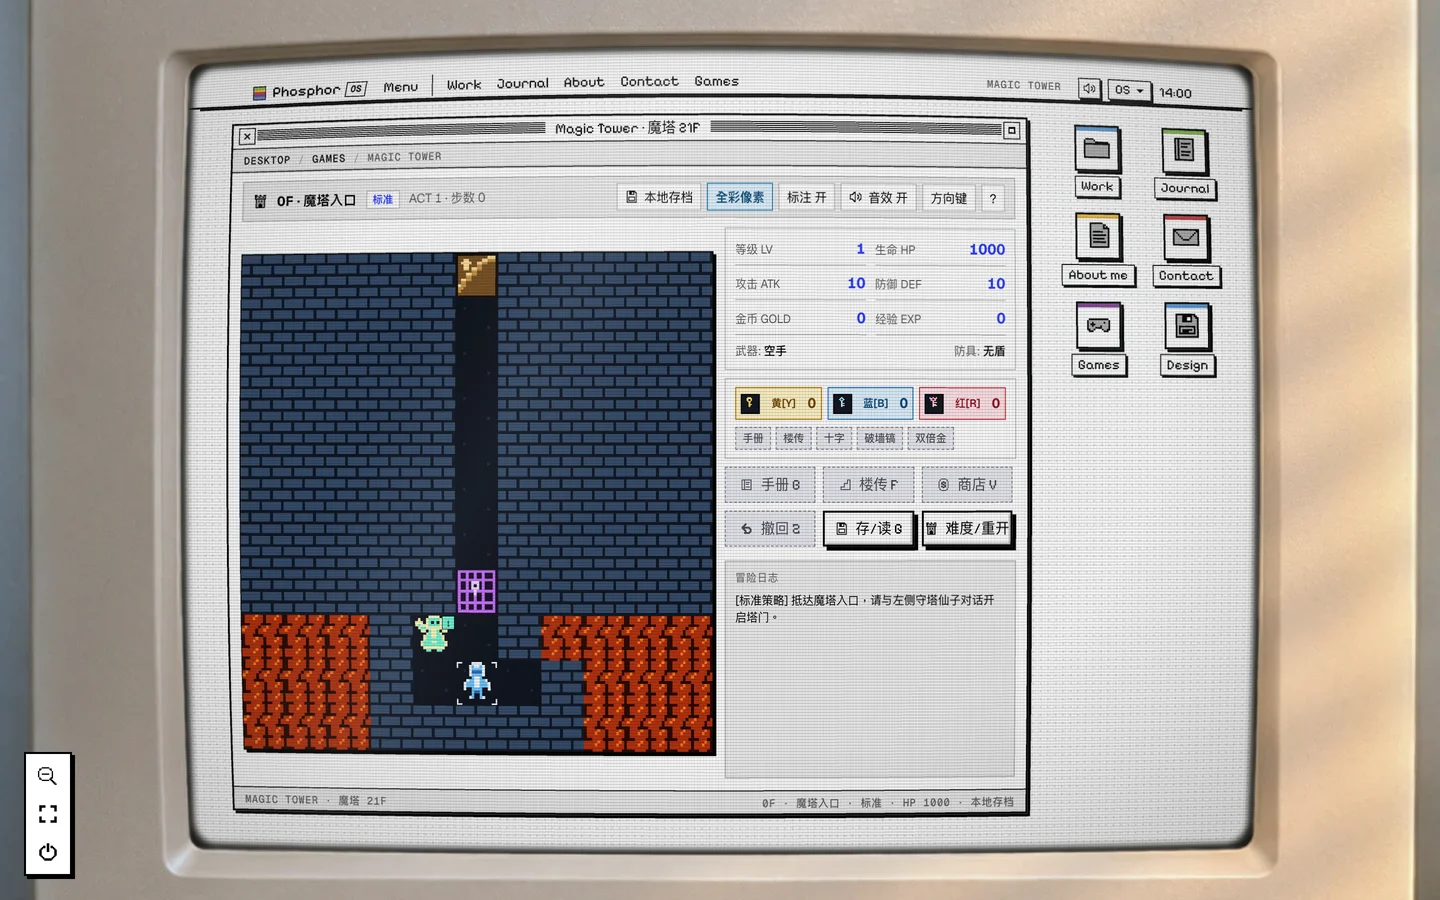 Phosphor OS Menu Work Journal About Contact Games MAGIC TOWER OS 14:00
Magic Tower · 魔塔 21F
DESKTOP / GAMES / MAGIC TOWER
0F · 魔塔入口 标准 ACT 1 · 步数 0 本地存档 全彩像素 标注 开 音效 开 方向键 ?
等级 LV 1 生命 HP 1000
攻击 ATK 10 防御 DEF 10
金币 GOLD 0 经验 EXP 0
武器: 空手 防具: 无盾
黄[Y] 0 蓝[B] 0 红[R] 0
手册 楼传 十字 破墙镐 双倍金
手册 B 楼传 F 商店 V
撤回 Z 存/读 G 难度/重开
冒险日志
[标准策略] 抵达魔塔入口，请与左侧守塔仙子对话开
启塔门。
MAGIC TOWER · 魔塔 21F
0F · 魔塔入口 · 标准 · HP 1000 · 本地存档
Work
Journal
About me
Contact
Games
Design